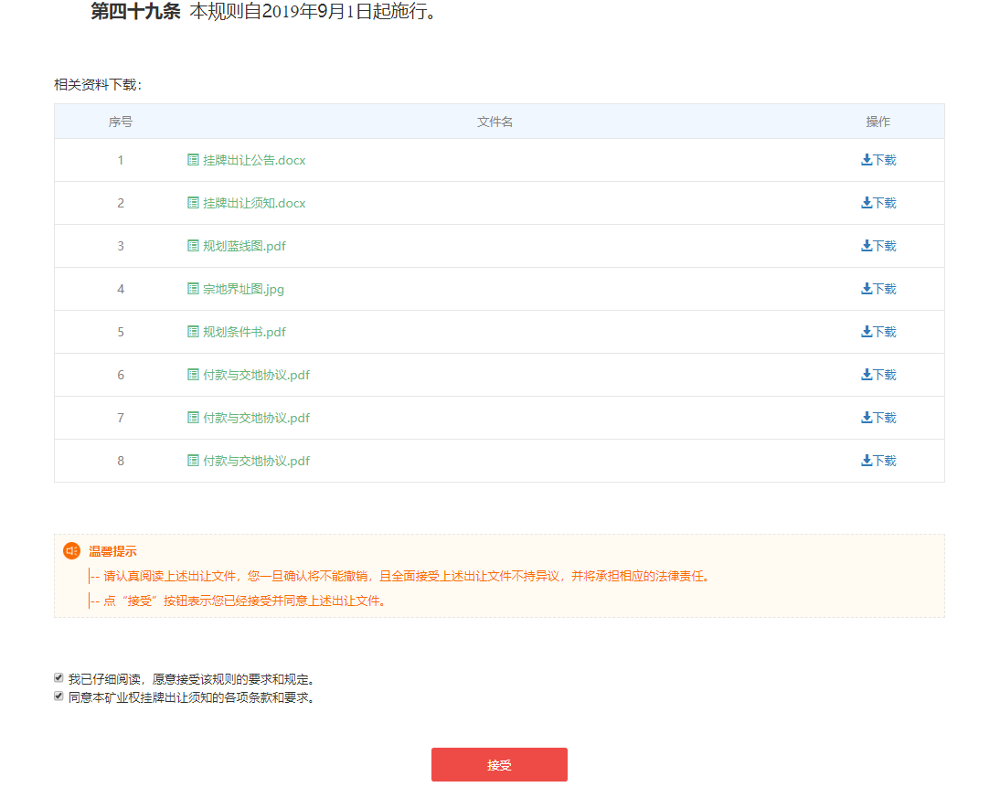 第四十九条 本规则自2019年9月1日起施行。
相关资料下载：
序号 文件名 操作
1 挂牌出让公告.docx 下载
2 挂牌出让须知.docx 下载
3 规划蓝线图.pdf 下载
4 宗地界址图.jpg 下载
5 规划条件书.pdf 下载
6 付款与交地协议.pdf 下载
7 付款与交地协议.pdf 下载
8 付款与交地协议.pdf 下载
温馨提示
|-- 请认真阅读上述出让文件，您一旦确认将不能撤销，且全面接受上述出让文件不持异议，并将承担相应的法律责任。
|-- 点“接受”按钮表示您已经接受并同意上述出让文件。
我已仔细阅读，愿意接受该规则的要求和规定。
同意本矿业权挂牌出让须知的各项条款和要求。
接受